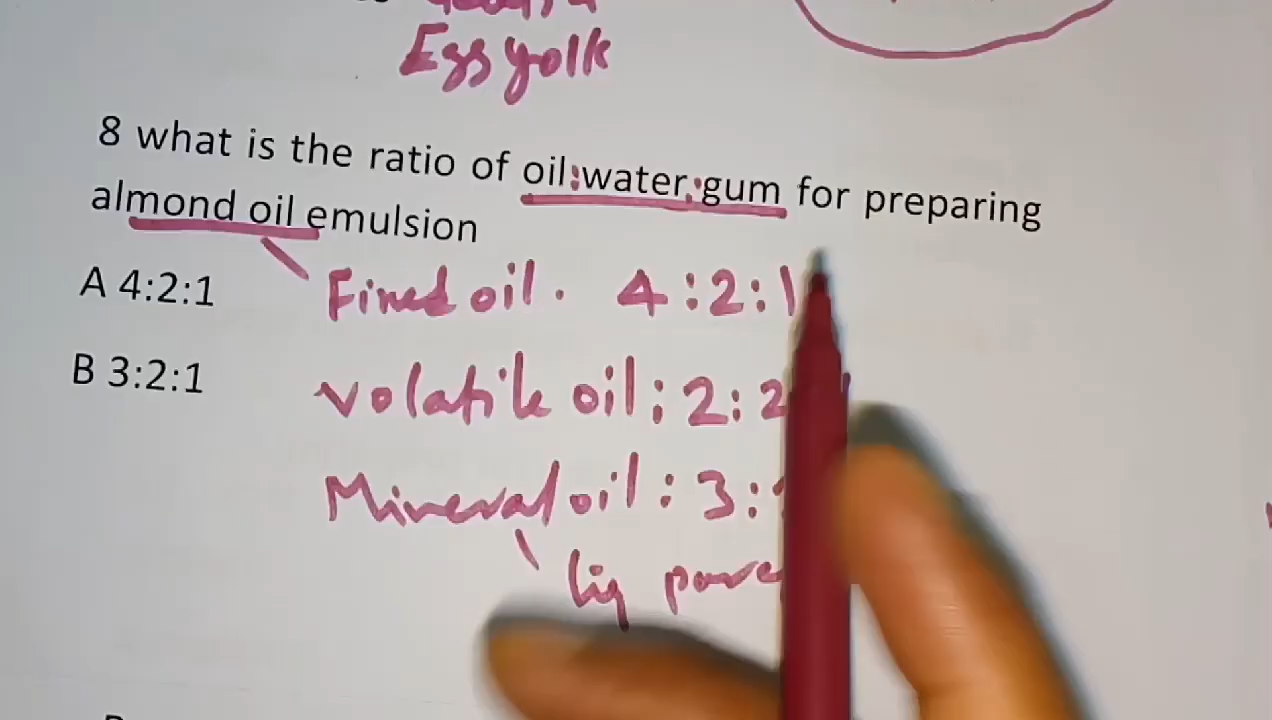 Egg yolk
8 what is the ratio of oil:water:gum for preparing
almond oil emulsion
A 4:2:1
Fixed oil. 4:2:1
B 3:2:1
volatile oil: 2:2
Mineral oil: 3:
liq